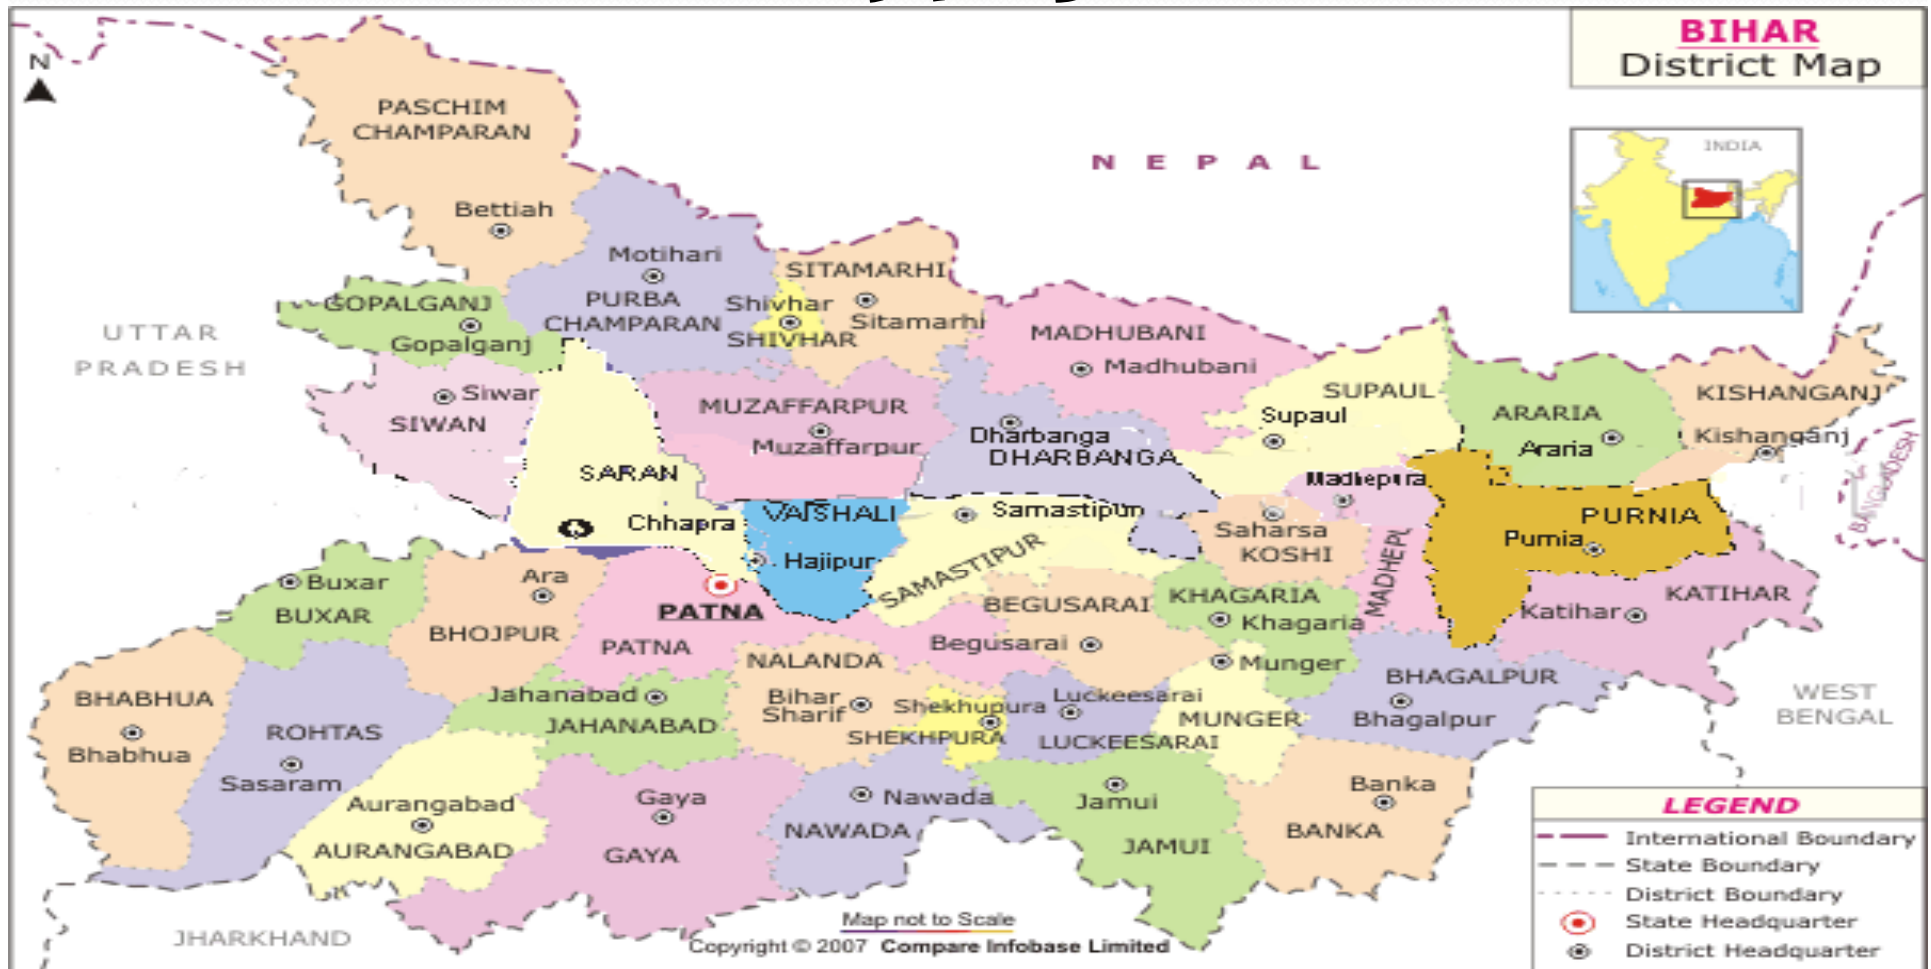 BIHAR
District Map
N
INDIA
NEPAL
PASCHIM
CHAMPARAN
Bettiah
Motihari
PURBA
CHAMPARAN
SITAMARHI
Shivhar
SHIVHAR
Sitamarhi
GOPALGANJ
Gopalganj
UTTAR
PRADESH
MADHUBANI
Madhubani
Siwan
SIWAN
MUZAFFARPUR
Muzaffarpur
SUPAUL
Supaul
ARARIA
Araria
KISHANGANJ
Kishanganj
BANGLADESH
Dharbanga
DHARBANGA
SARAN
Chhapra
VAISHALI
Hajipur
Samastipur
SAMASTIPUR
Madhepura
MADHEPU
Saharsa
KOSHI
PURNIA
Purnia
Buxar
BUXAR
Ara
BHOJPUR
PATNA
PATNA
BEGUSARAI
Begusarai
KHAGARIA
Khagaria
Katihar
KATIHAR
NALANDA
Bihar
Sharif
Munger
MUNGER
BHAGALPUR
Bhagalpur
WEST
BENGAL
BHABHUA
Bhabhua
ROHTAS
Sasaram
Jahanabad
JAHANABAD
Shekhupura
SHEKHPURA
Luckeesarai
LUCKEESARAI
Aurangabad
AURANGABAD
Gaya
GAYA
Nawada
NAWADA
Jamui
JAMUI
Banka
BANKA
JHARKHAND
Map not to Scale
Copyright © 2007 Compare Infobase Limited
LEGEND
International Boundary
State Boundary
District Boundary
State Headquarter
District Headquarter